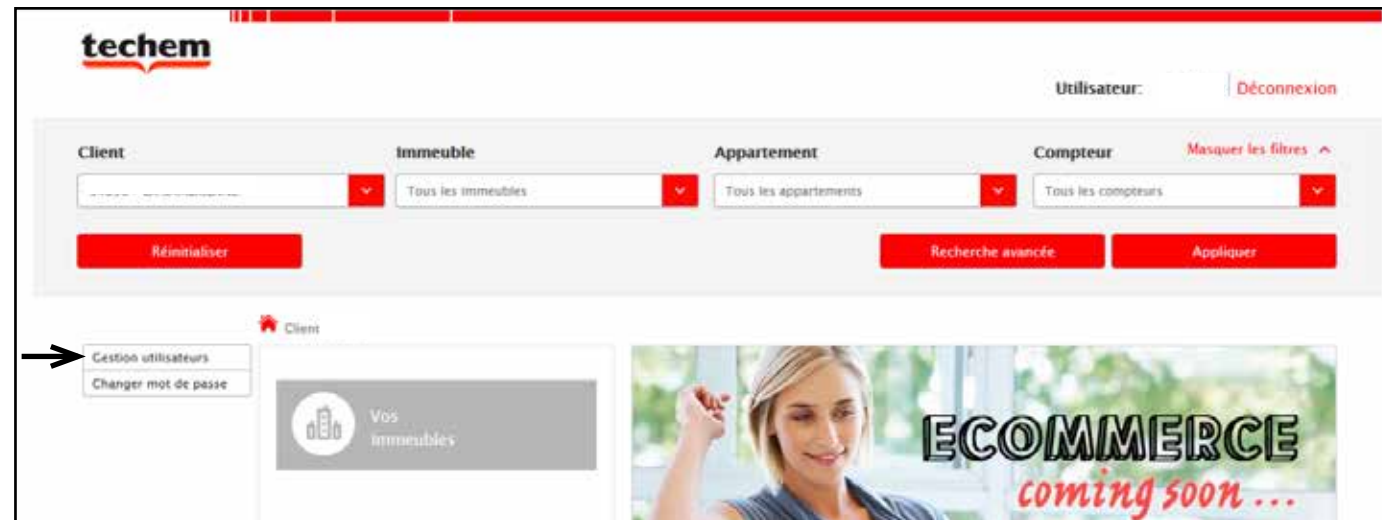 techem
Utilisateur: Déconnexion
Client Immeuble Appartement Compteur Masquer les filtres
Tous les immeubles Tous les appartements Tous les compteurs
Réinitialiser Recherche avancée Appliquer
Client
Gestion utilisateurs
Changer mot de passe
Vos
immeubles
ECOMMERCE
coming soon ...